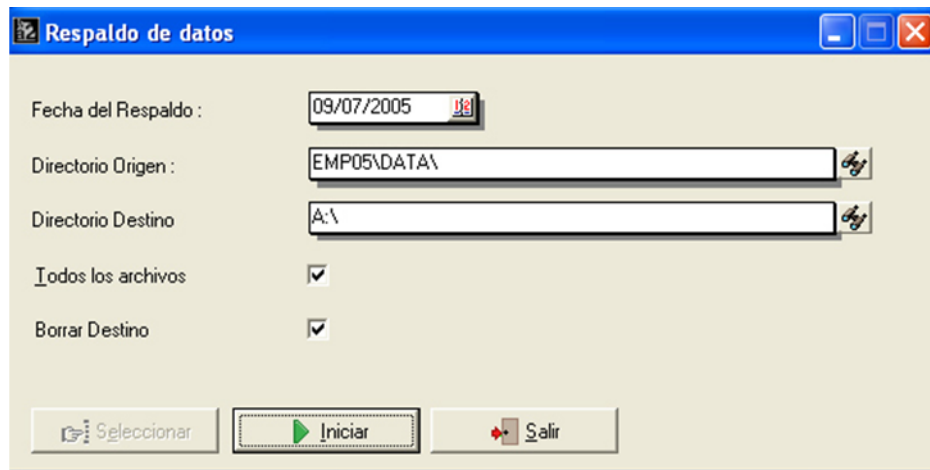 Respaldo de datos
Fecha del Respaldo : 09/07/2005
Directorio Origen : EMP05\DATA\
Directorio Destino A:\
Todos los archivos
Borrar Destino
Seleccionar Iniciar Salir